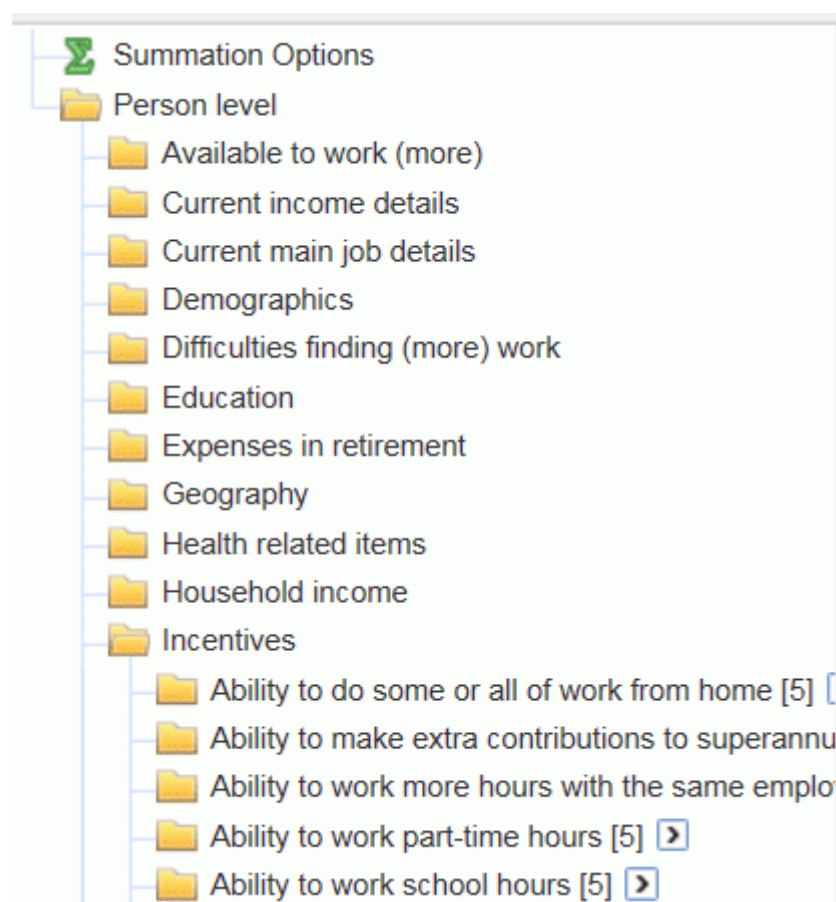 Summation Options
Person level
Available to work (more)
Current income details
Current main job details
Demographics
Difficulties finding (more) work
Education
Expenses in retirement
Geography
Health related items
Household income
Incentives
Ability to do some or all of work from home [5]
Ability to make extra contributions to superannu
Ability to work more hours with the same emplo
Ability to work part-time hours [5]
Ability to work school hours [5]